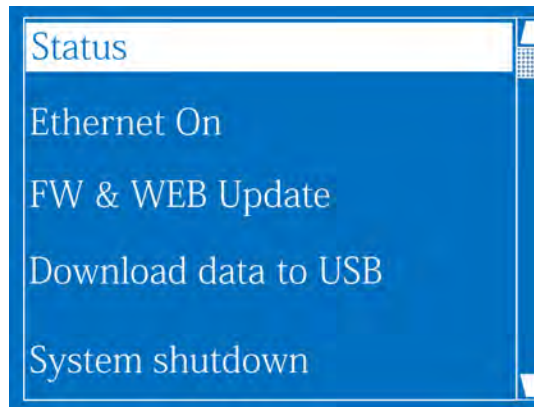 Status
Ethernet On
FW & WEB Update
Download data to USB
System shutdown